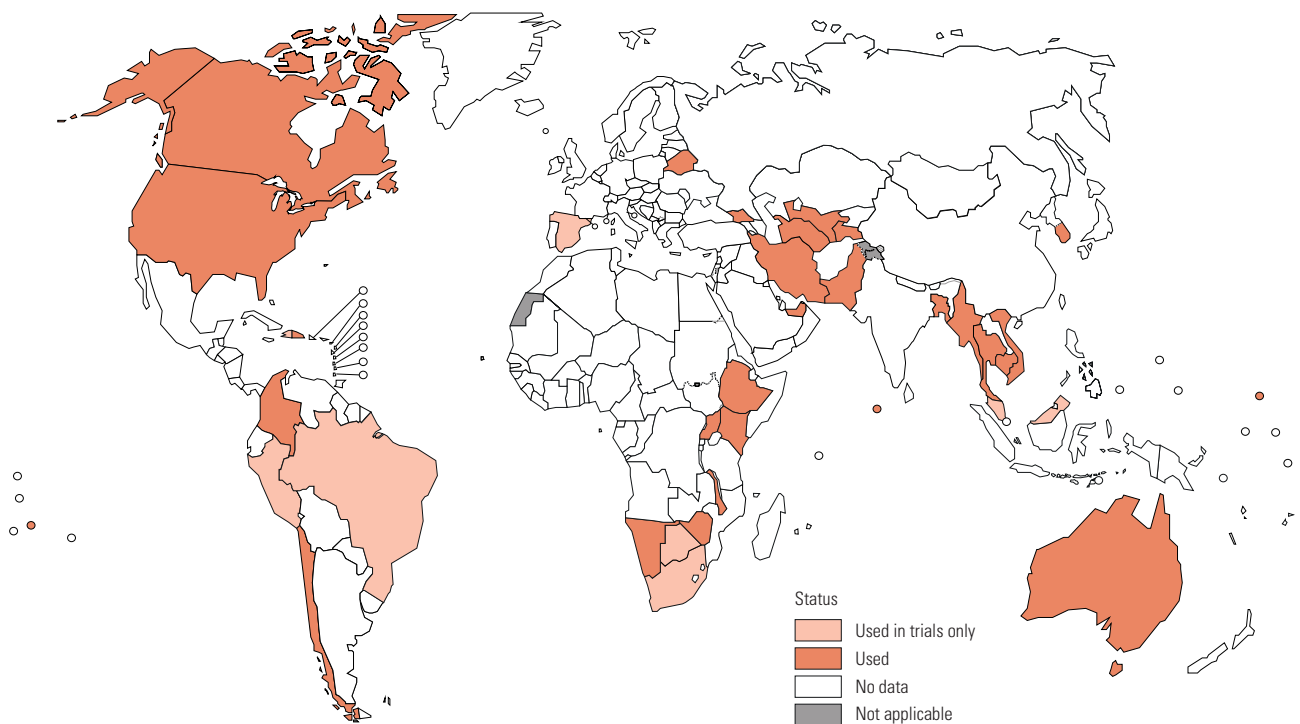 Status
Used in trials only
Used
No data
Not applicable